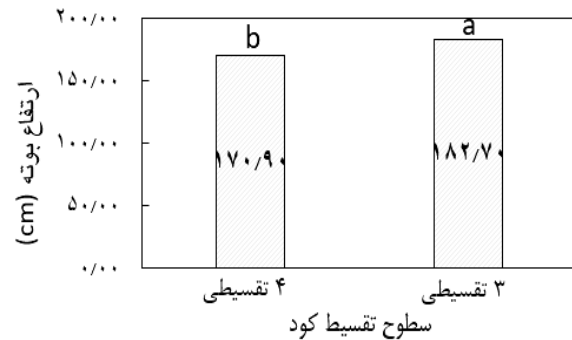 ارتفاع بوته (cm)
۲۰۰/۰۰
۱۵۰/۰۰
۱۰۰/۰۰
۵۰/۰۰
۰/۰۰
a
b
۱۸۲/۷۰
۱۷۰/۹۰
۳ تقسیطی
۴ تقسیطی
سطوح تقسیط کود